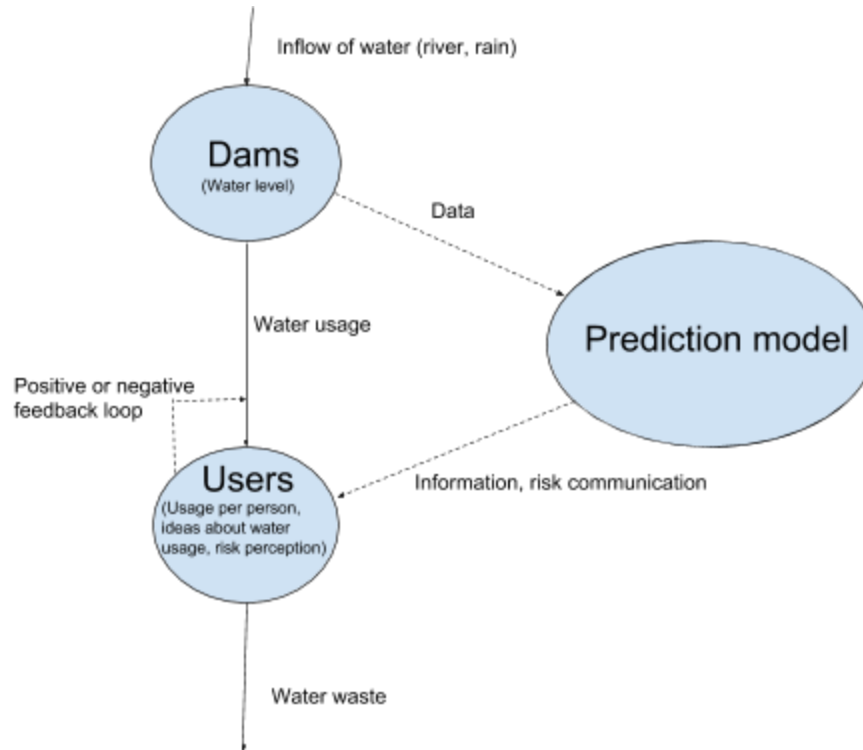 Inflow of water (river, rain)
Dams
(Water level)
Data
Water usage
Prediction model
Positive or negative
feedback loop
Users
(Usage per person,
ideas about water
usage, risk perception)
Information, risk communication
Water waste